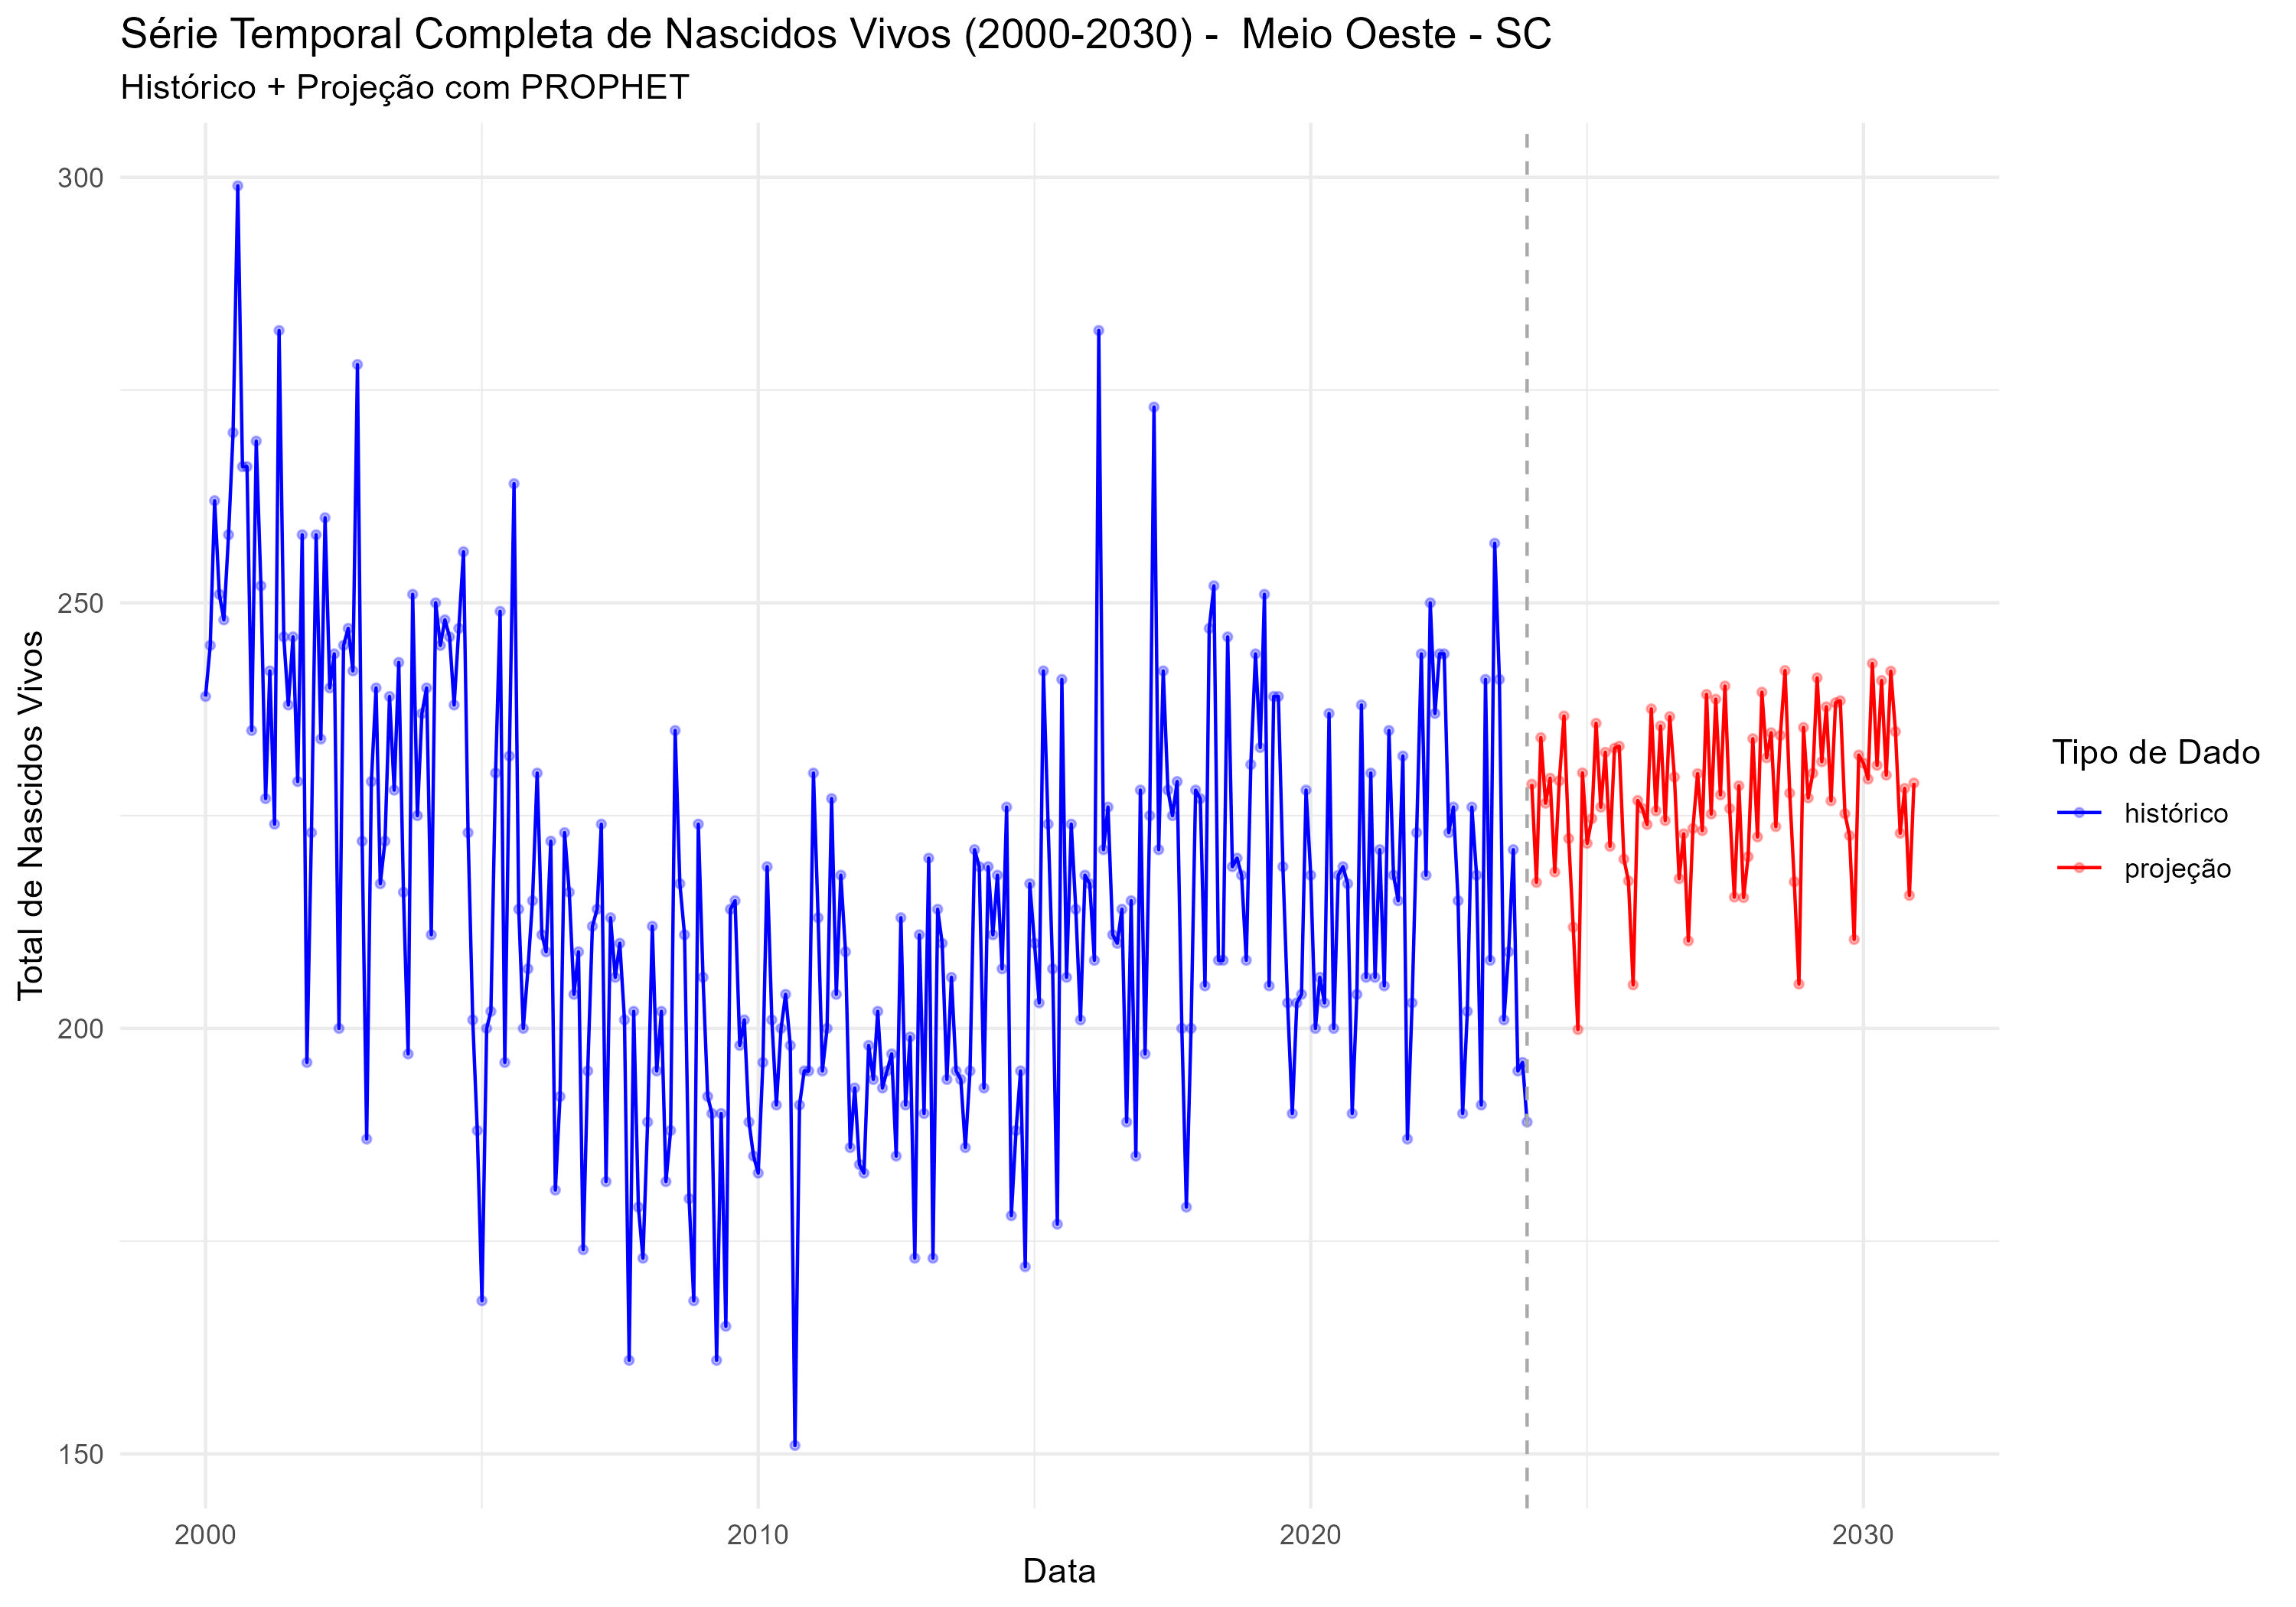 Série Temporal Completa de Nascidos Vivos (2000-2030) -  Meio Oeste - SC
Histórico + Projeção com PROPHET
Total de Nascidos Vivos
300
250
200
150
2000
2010
2020
2030
Data
Tipo de Dado
histórico
projeção